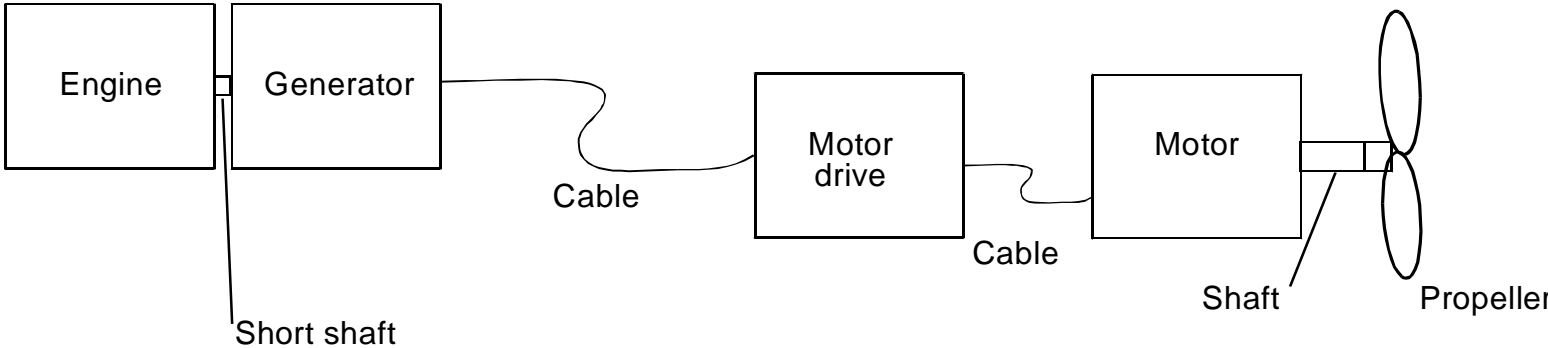 Engine
Generator
Motor
drive
Motor
Cable
Cable
Shaft
Propeller
Short shaft